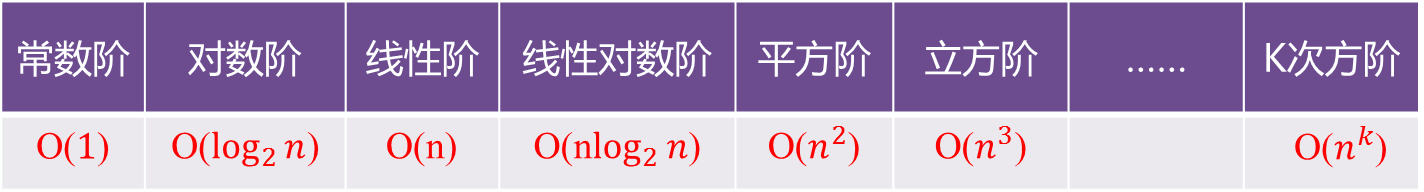 常数阶 对数阶 线性阶 线性对数阶 平方阶 立方阶 …… K次方阶
O(1) O(log₂ n) O(n) O(nlog₂ n) O(n²) O(n³) O(nᵏ)